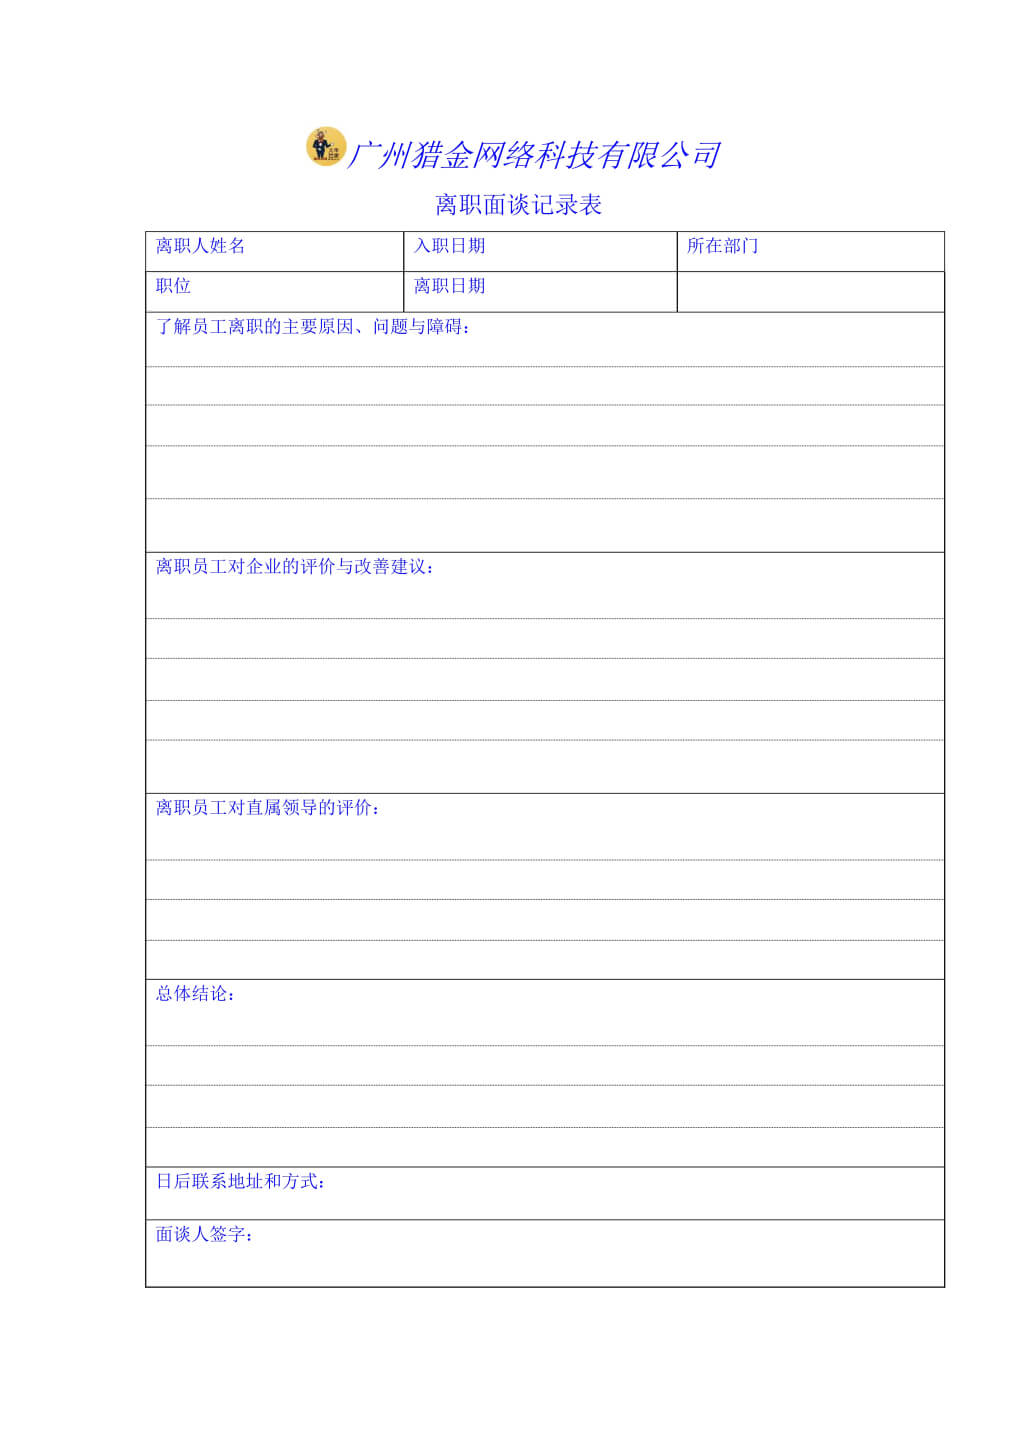 广州猎金网络科技有限公司
离职面谈记录表
离职人姓名 入职日期 所在部门
职位 离职日期
了解员工离职的主要原因、问题与障碍：
离职员工对企业的评价与改善建议：
离职员工对直属领导的评价：
总体结论：
日后联系地址和方式：
面谈人签字：